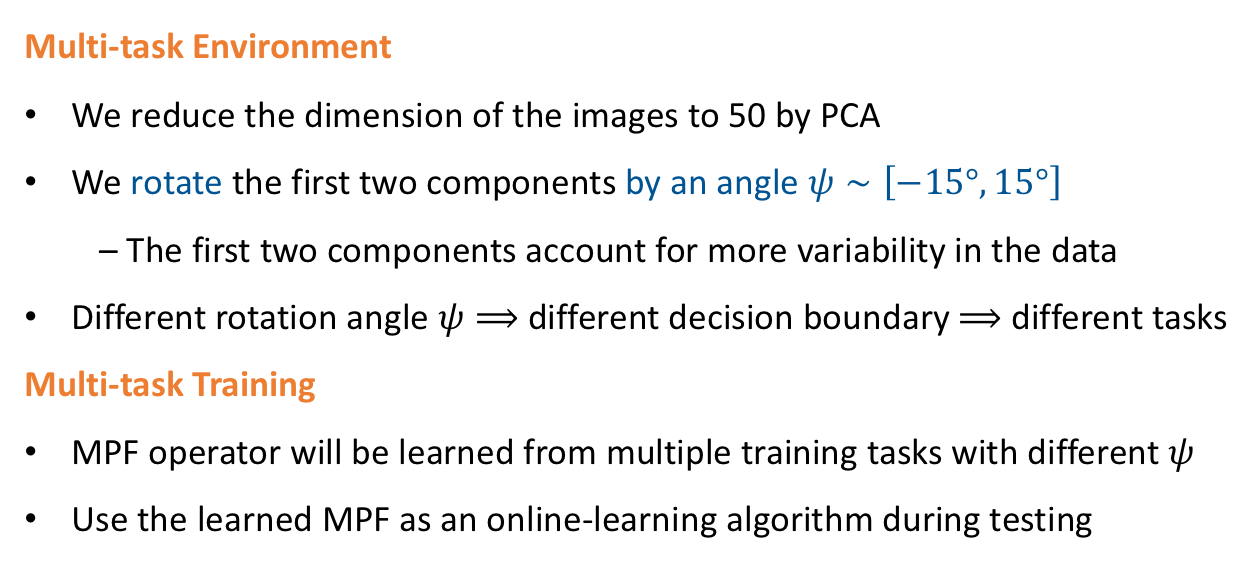 Multi-task Environment
• We reduce the dimension of the images to 50 by PCA
• We rotate the first two components by an angle ψ ~ [−15°, 15°]
– The first two components account for more variability in the data
• Different rotation angle ψ ⟹ different decision boundary ⟹ different tasks
Multi-task Training
• MPF operator will be learned from multiple training tasks with different ψ
• Use the learned MPF as an online-learning algorithm during testing